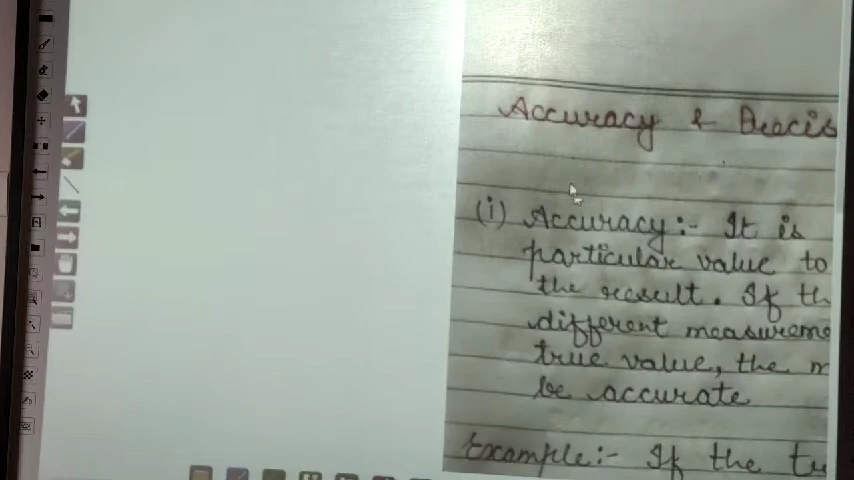 Accuracy & Precis
(i) Accuracy:- It is
particular value to
the result. If th
different measureme
true value, the m
be accurate
Example:- If the tr